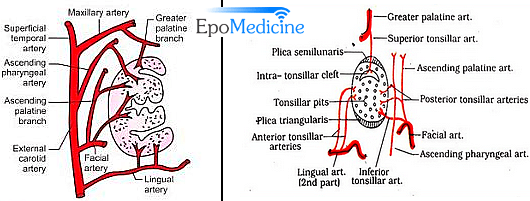 EpoMedicine
Maxillary artery
Greater
palatine
branch
Superficial
temporal
artery
Ascending
pharyngeal
artery
Ascending
palatine
branch
External
carotid
artery
Facial
artery
Lingual
artery
Greater palatine art.
Superior tonsillar art.
Plica semilunaris
Intra- tonsillar cleft
Ascending palatine art.
Tonsillar pits
Posterior tonsillar arteries
Plica triangularis
Anterior tonsillar
arteries
Facial art.
Ascending pharyngeal art.
Lingual art.
(2nd part)
Inferior
tonsillar art.